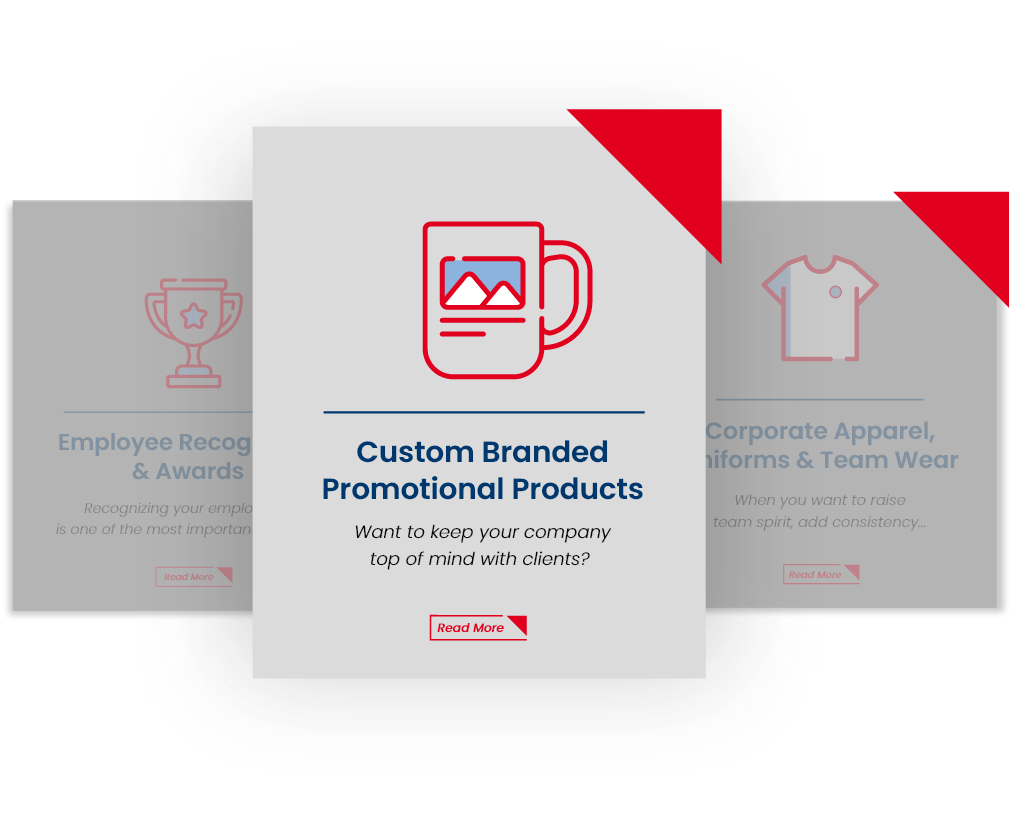 Employee Recog
& Awards
Recognizing your emplo
is one of the most importan
Read More
Custom Branded
Promotional Products
Want to keep your company
top of mind with clients?
Read More
Corporate Apparel,
niforms & Team Wear
When you want to raise
team spirit, add consistency...
Read More